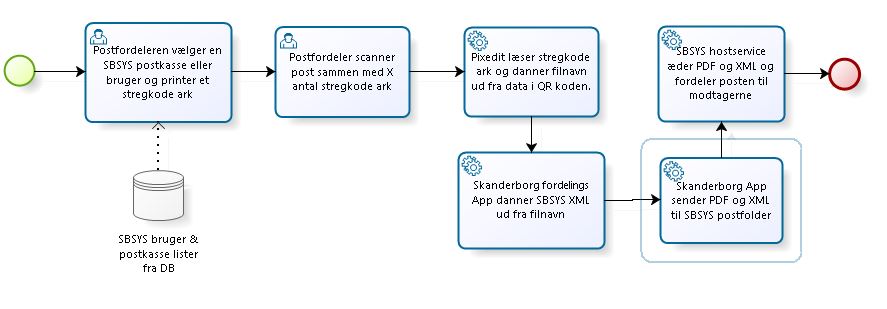 Postfordeleren vælger en
SBSYS postkasse eller
bruger og printer et
stregkode ark
Postfordeler scanner
post sammen med X
antal stregkode ark
Pixedit læser stregkode
ark og danner filnavn
ud fra data i QR koden.
SBSYS hostservice
æder PDF og XML og
fordeler posten til
modtagerne
Skanderborg fordelings
App danner SBSYS XML
ud fra filnavn
Skanderborg App
sender PDF og XML
til SBSYS postfolder
SBSYS bruger &
postkasse lister
fra DB